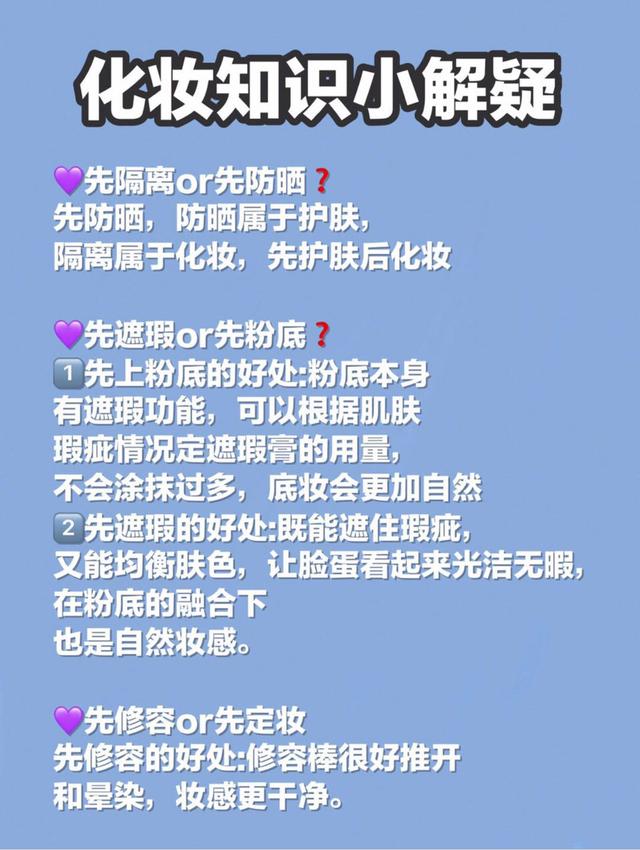 化妆知识小解疑
💜先隔离or先防晒❓
先防晒，防晒属于护肤，
隔离属于化妆，先护肤后化妆
💜先遮瑕or先粉底❓
1️⃣先上粉底的好处:粉底本身
有遮瑕功能，可以根据肌肤
瑕疵情况定遮瑕膏的用量，
不会涂抹过多，底妆会更加自然
2️⃣先遮瑕的好处:既能遮住瑕疵，
又能均衡肤色，让脸蛋看起来光洁无暇，
在粉底的融合下
也是自然妆感。
💜先修容or先定妆
先修容的好处:修容棒很好推开
和晕染，妆感更干净。